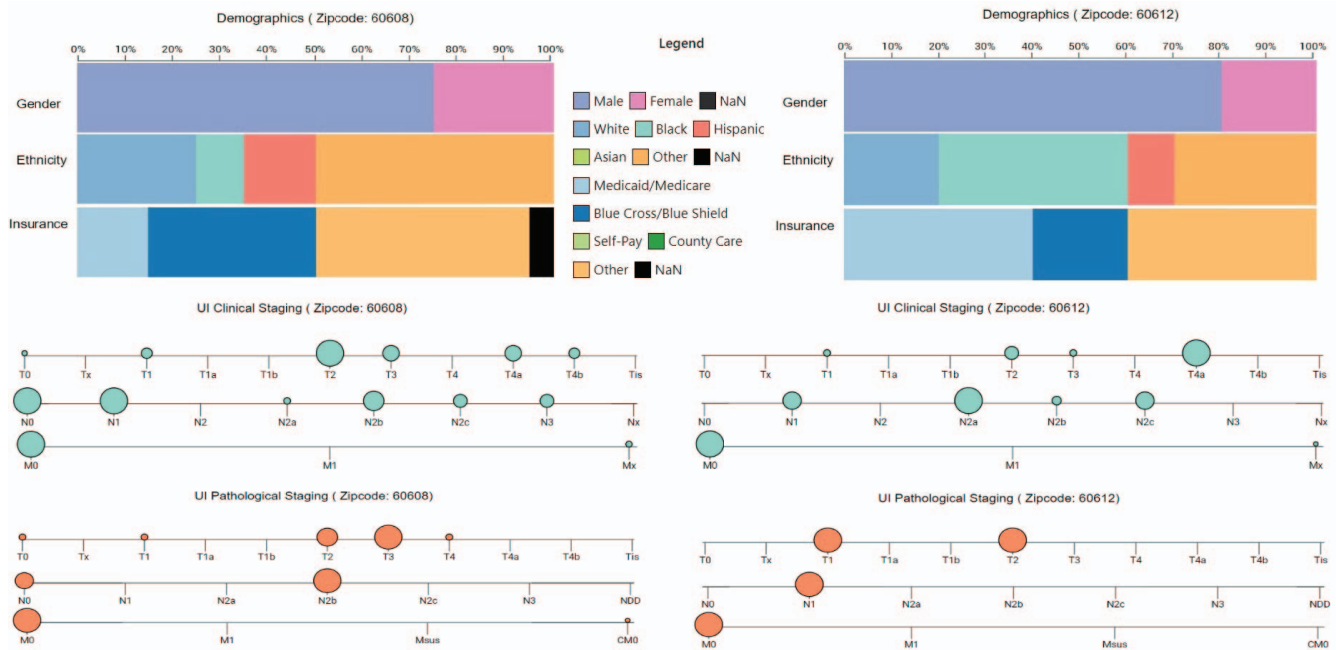 Demographics ( Zipcode: 60608)
0% 10% 20% 30% 40% 50% 60% 70% 80% 90% 100%
Gender
Ethnicity
Insurance
Legend
Male Female NaN
White Black Hispanic
Asian Other NaN
Medicaid/Medicare
Blue Cross/Blue Shield
Self-Pay County Care
Other NaN
Demographics ( Zipcode: 60612)
0% 10% 20% 30% 40% 50% 60% 70% 80% 90% 100%
Gender
Ethnicity
Insurance
UI Clinical Staging ( Zipcode: 60608)
T0 Tx T1 T1a T1b T2 T3 T4 T4a T4b Tis
N0 N1 N2 N2a N2b N2c N3 Nx
M0 M1 Mx
UI Clinical Staging ( Zipcode: 60612)
T0 Tx T1 T1a T1b T2 T3 T4 T4a T4b Tis
N0 N1 N2 N2a N2b N2c N3 Nx
M0 M1 Mx
UI Pathological Staging ( Zipcode: 60608)
T0 Tx T1 T1a T1b T2 T3 T4 T4a T4b Tis
N0 N1 N2a N2b N2c N3 NDD
M0 M1 Msus CM0
UI Pathological Staging ( Zipcode: 60612)
T0 Tx T1 T1a T1b T2 T3 T4 T4a T4b Tis
N0 N1 N2a N2b N2c N3 NDD
M0 M1 Msus CM0